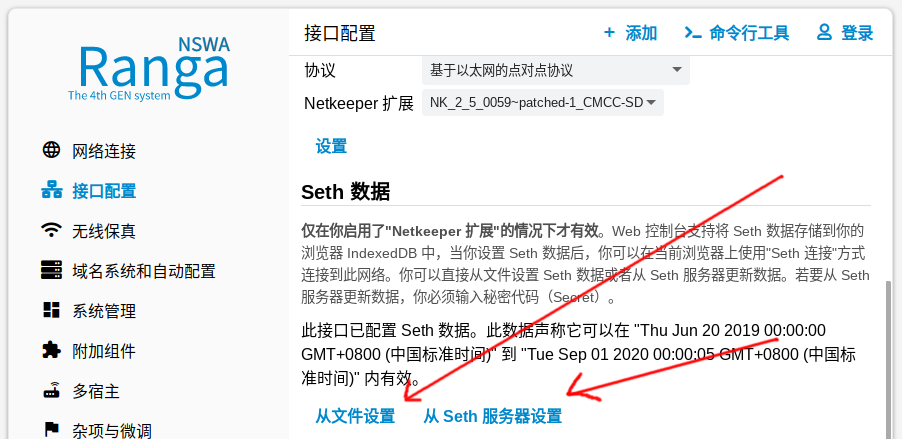 NSWA
Ranga
The 4th GEN system
网络连接
接口配置
无线保真
域名系统和自动配置
系统管理
附加组件
多宿主
杂项与微调
接口配置
+ 添加
命令行工具
登录
协议
基于以太网的点对点协议
Netkeeper 扩展
NK_2_5_0059~patched-1_CMCC-SD
设置
Seth 数据
仅在你启用了"Netkeeper 扩展"的情况下才有效。Web 控制台支持将 Seth 数据存储到你的
浏览器 IndexedDB 中，当你设置 Seth 数据后，你可以在当前浏览器上使用"Seth 连接"方式
连接到此网络。你可以直接从文件设置 Seth 数据或者从 Seth 服务器更新数据。若要从 Seth
服务器更新数据，你必须输入秘密代码（Secret）。
此接口已配置 Seth 数据。此数据声称它可以在 "Thu Jun 20 2019 00:00:00
GMT+0800 (中国标准时间)" 到 "Tue Sep 01 2020 00:00:05 GMT+0800 (中国标
准时间)" 内有效。
从文件设置
从 Seth 服务器设置